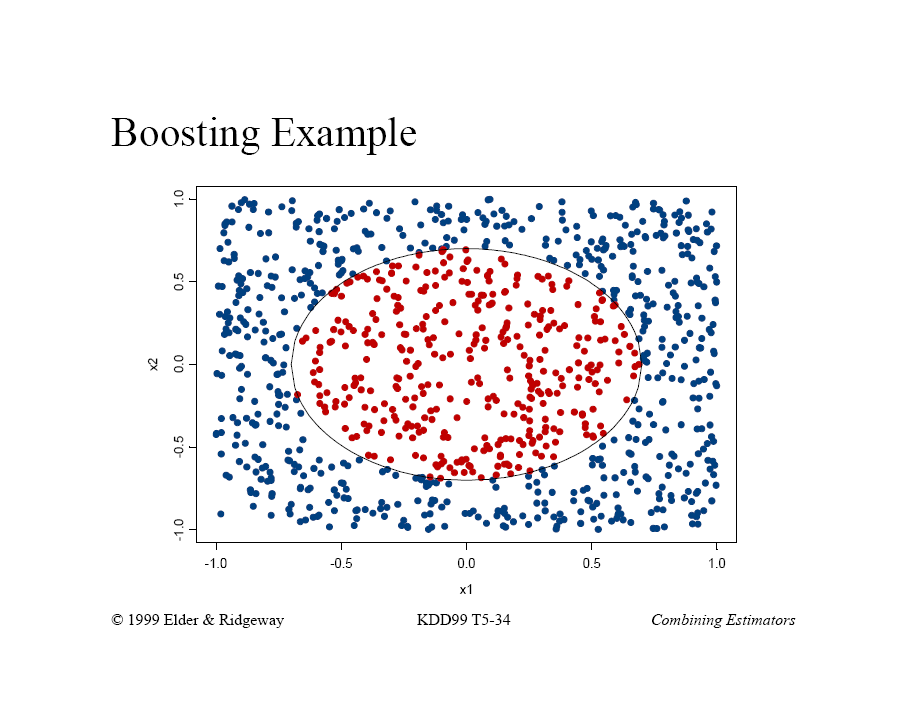 Boosting Example
1.0
0.5
0.0
-0.5
-1.0
x2
-1.0 -0.5 0.0 0.5 1.0
x1
© 1999 Elder & Ridgeway KDD99 T5-34 Combining Estimators